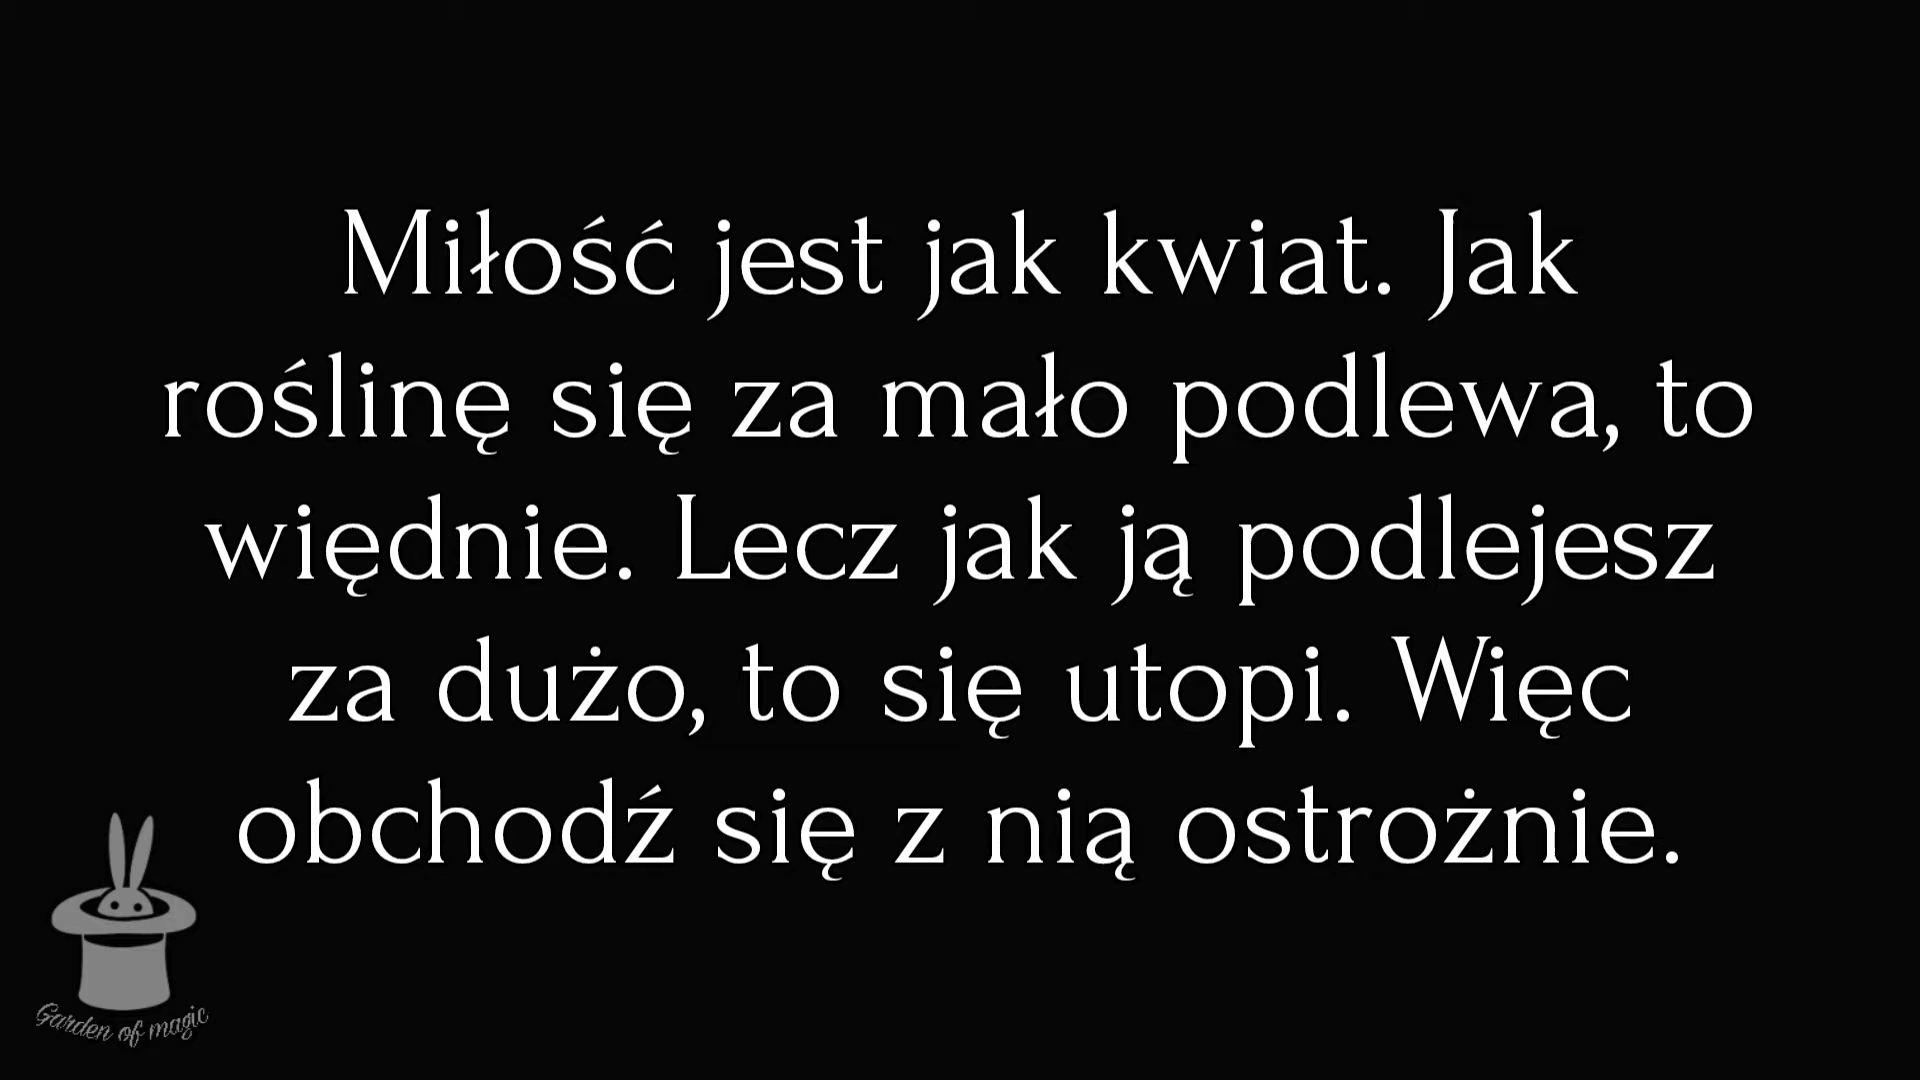 Miłość jest jak kwiat. Jak
roślinę się za mało podlewa, to
więdnie. Lecz jak ją podlejesz
za dużo, to się utopi. Więc
obchodź się z nią ostrożnie.
Garden of magic